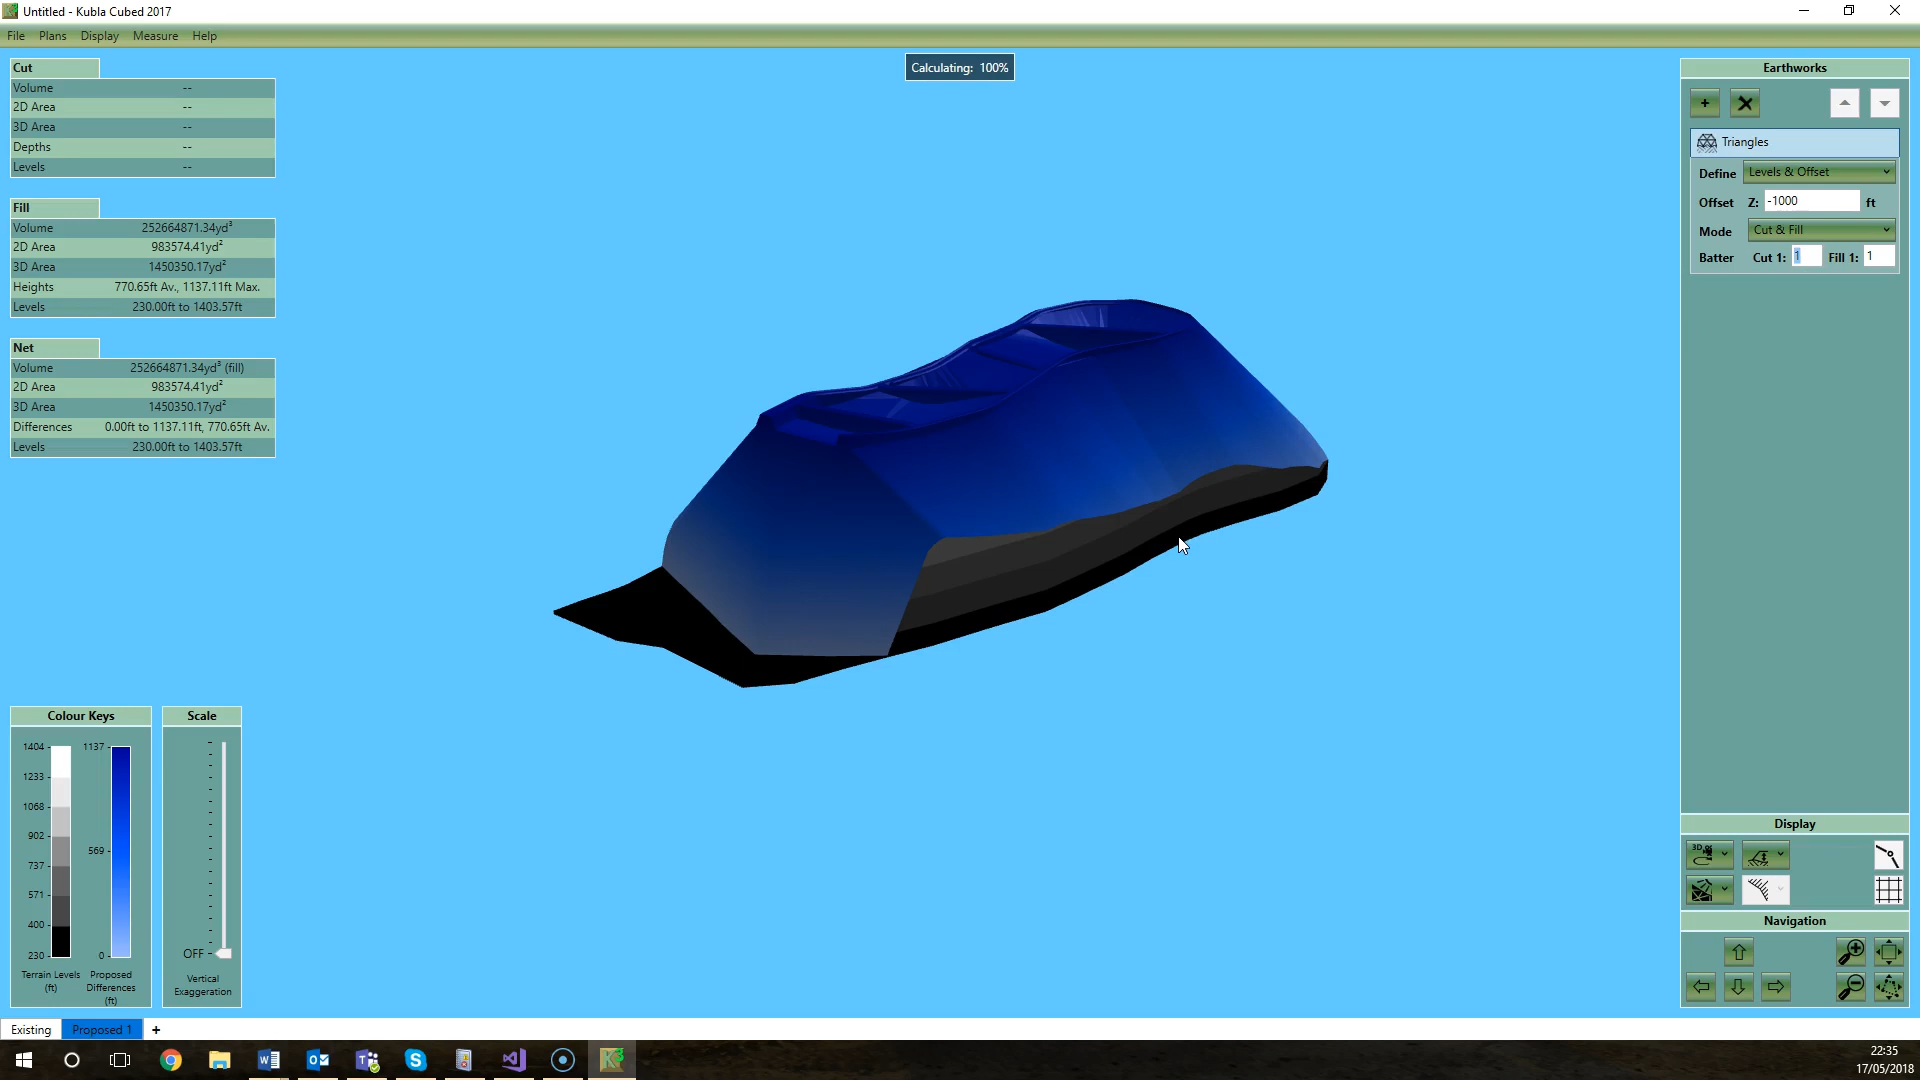 Untitled - Kubla Cubed 2017
File Plans Display Measure Help
Calculating: 100%
Cut
Volume --
2D Area --
3D Area --
Depths --
Levels --
Fill
Volume 252664871.34yd³
2D Area 983574.41yd²
3D Area 1450350.17yd²
Heights 770.65ft Av., 1137.11ft Max.
Levels 230.00ft to 1403.57ft
Net
Volume 252664871.34yd³ (fill)
2D Area 983574.41yd²
3D Area 1450350.17yd²
Differences 0.00ft to 1137.11ft, 770.65ft Av.
Levels 230.00ft to 1403.57ft
Colour Keys
1404
1233
1068
902
737
571
400
230
1137
569
0
Terrain Levels
(ft)
Proposed
Differences
(ft)
Scale
OFF
Vertical
Exaggeration
Earthworks
+
Triangles
Define Levels & Offset
Offset Z: -1000 ft
Mode Cut & Fill
Batter Cut 1: 1 Fill 1: 1
Display
3D
Navigation
Existing Proposed 1 +
22:35
17/05/2018